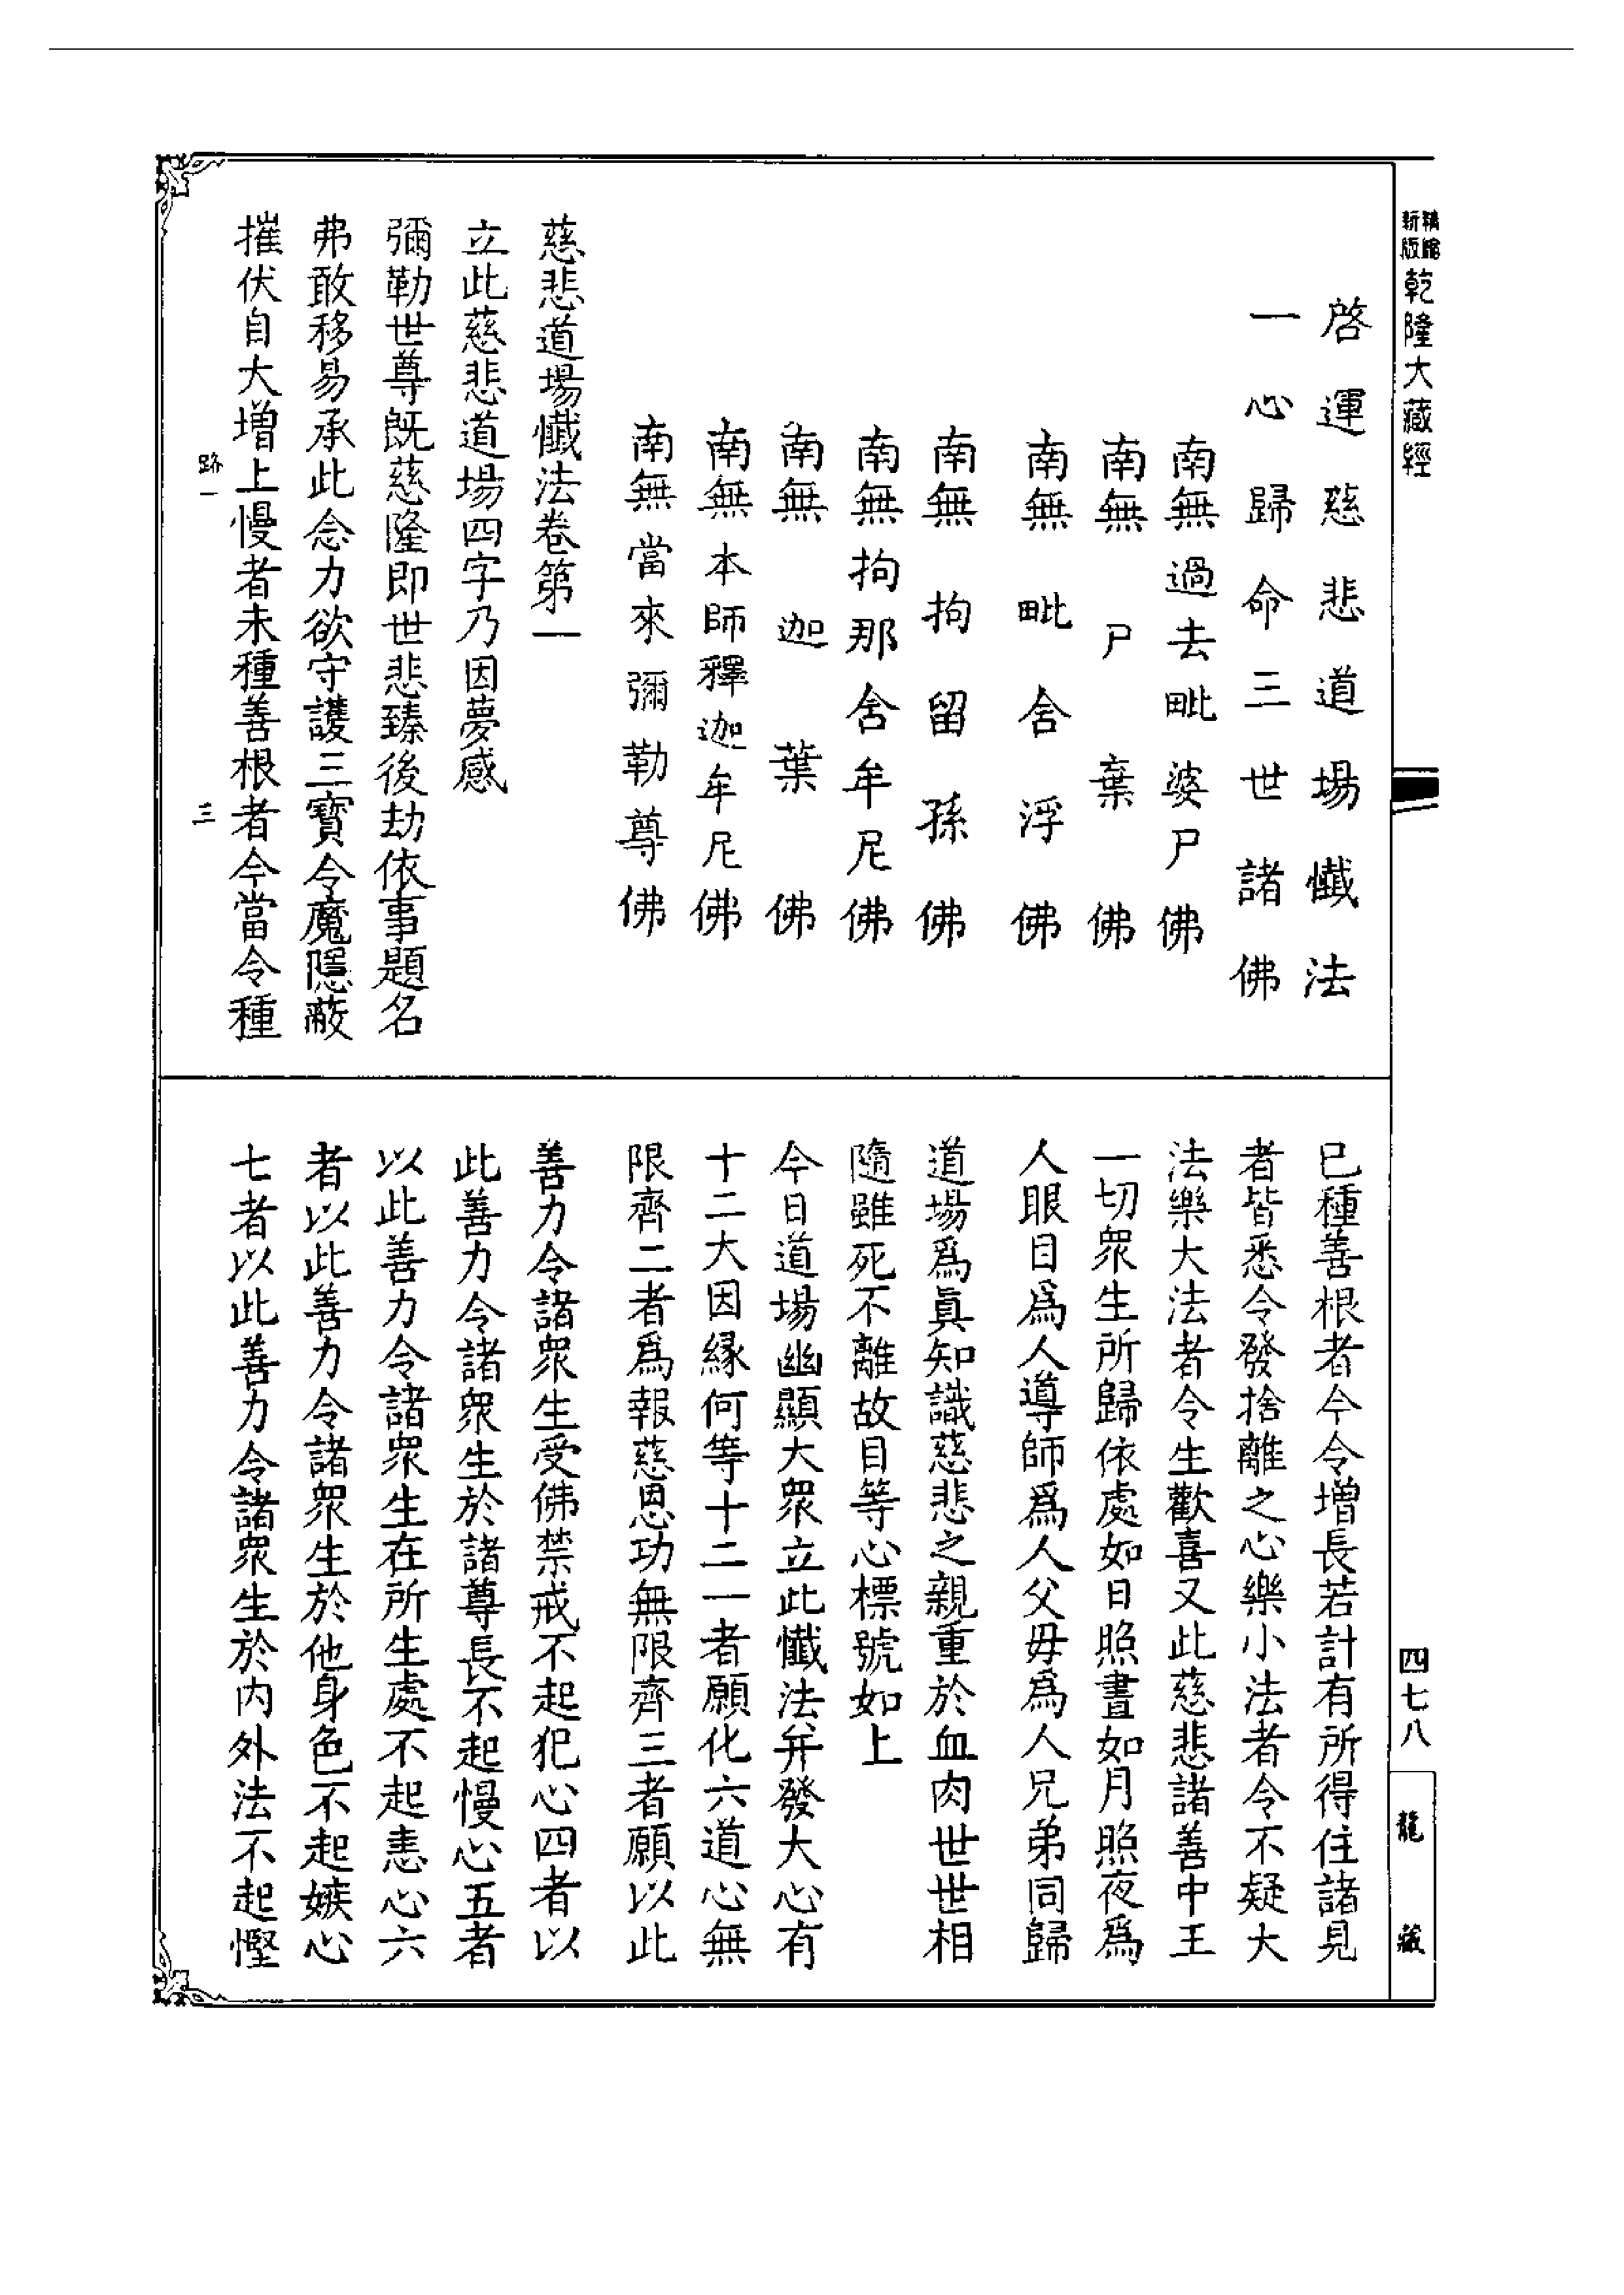 新版
精縮
乾隆大藏經
四七八
龍藏
啓運慈悲道場懺法
一心歸命三世諸佛
南無過去毗婆尸佛
南無尸棄佛
南無毗舍浮佛
南無拘留孫佛
南無拘那含牟尼佛
南無迦葉佛
南無本師釋迦牟尼佛
南無當來彌勒尊佛
慈悲道場懺法卷第一
立此慈悲道場四字乃因夢感
彌勒世尊既慈隆即世悲臻後劫依事題名
弗敢移易承此念力欲守護三寶令魔隱蔽
摧伏自大增上慢者未種善根者今當令種
路一
三
已種善根者今令增長若計有所得住諸見
者皆悉令發捨離之心樂小法者令不疑大
法樂大法者令生歡喜又此慈悲諸善中王
一切衆生所歸依處如日照晝如月照夜爲
人眼目爲人導師爲人父母爲人兄弟同歸
道場爲眞知識慈悲之親重於血肉世世相
隨雖死不離故目等心標號如上
今日道場幽顯大衆立此懺法并發大心有
十二大因緣何等十二一者願化六道心無
限齊二者爲報慈恩功無限齊三者願以此
善力令諸衆生受佛禁戒不起犯心四者以
此善力令諸衆生於諸尊長不起慢心五者
以此善力令諸衆生在所生處不起恚心六
者以此善力令諸衆生於他身色不起嫉心
七者以此善力令諸衆生於内外法不起慳